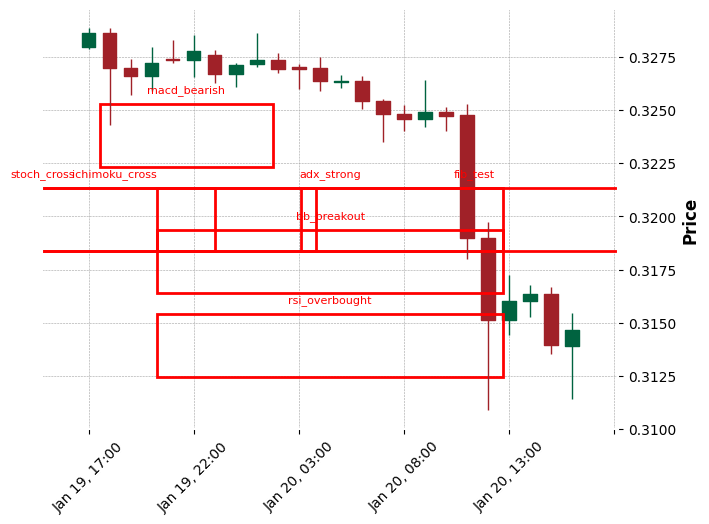 0.3275
macd_bearish
0.3250
stoch_cross
ichimoku_cross
adx_strong
fib_test
0.3225
bb_breakout
0.3200
Price
0.3175
rsi_overbought
0.3150
0.3125
0.3100
Jan 19, 17:00
Jan 19, 22:00
Jan 20, 03:00
Jan 20, 08:00
Jan 20, 13:00